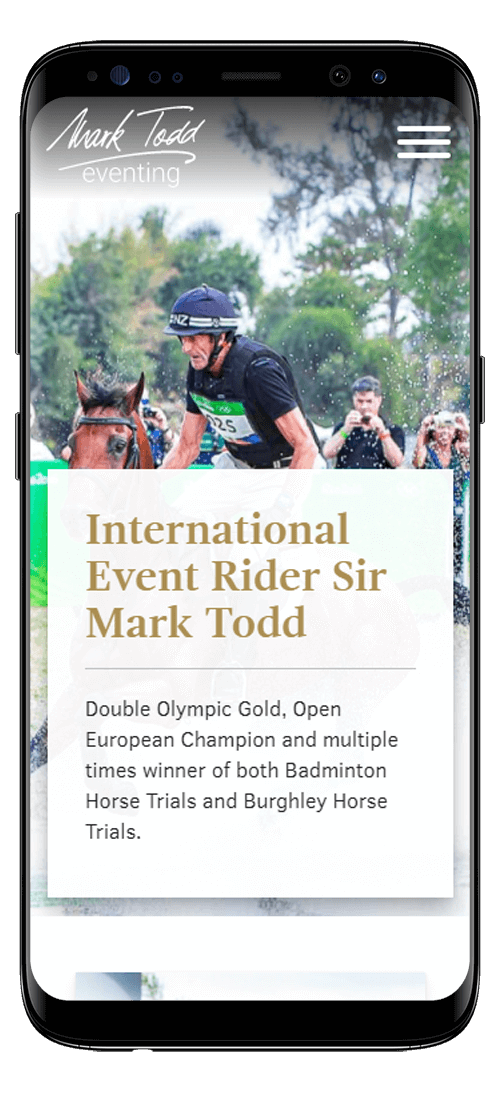 Mark Todd
eventing
NZ
International
Event Rider Sir
Mark Todd
Double Olympic Gold, Open
European Champion and multiple
times winner of both Badminton
Horse Trials and Burghley Horse
Trials.